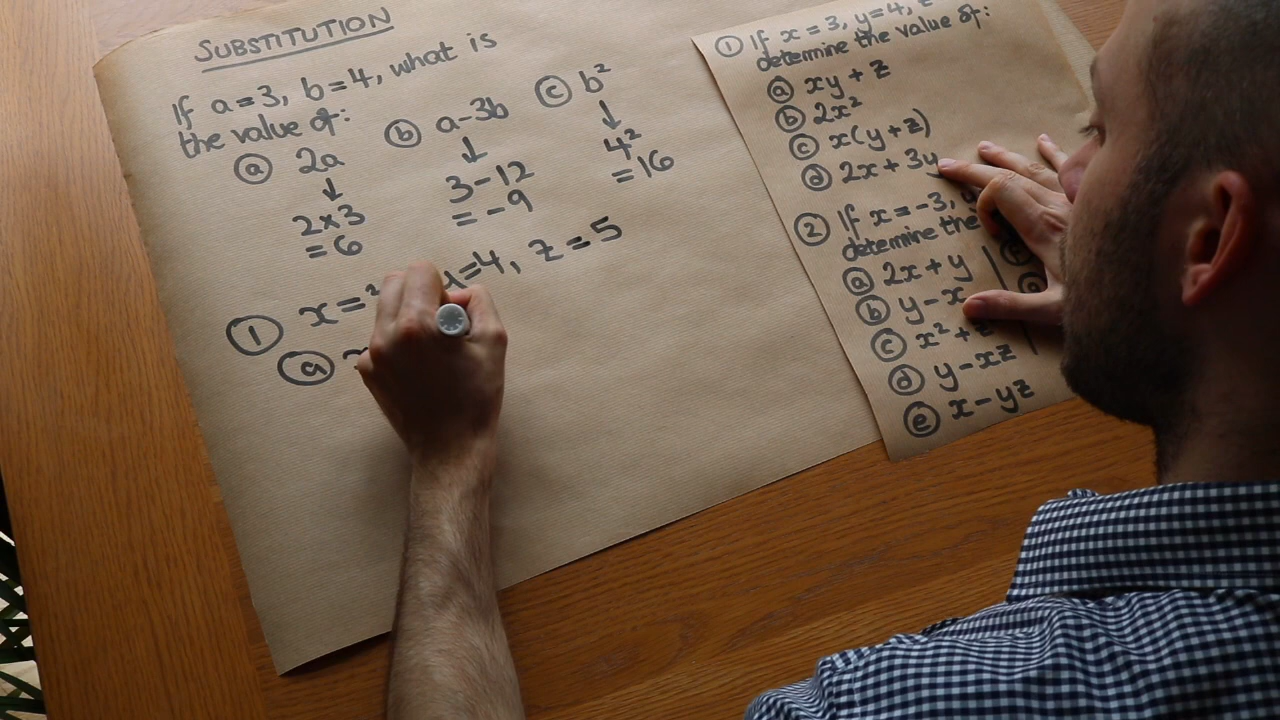 SUBSTITUTION
If a=3, b=4, what is
the value of:
ⓐ 2a
↓
2×3
=6
ⓑ a-3b
↓
3-12
=-9
ⓒ b²
↓
4²
=16
① x= =4, z=5
ⓐ
① If x=3, y=4, z
determine the value of:
ⓐ xy+z
ⓑ 2x²
ⓒ x(y+z)
ⓓ 2x+3y
② If x=-3,
determine the
ⓐ 2x+y
ⓑ y-x
ⓒ x²+z
ⓓ y-xz
ⓔ x-yz